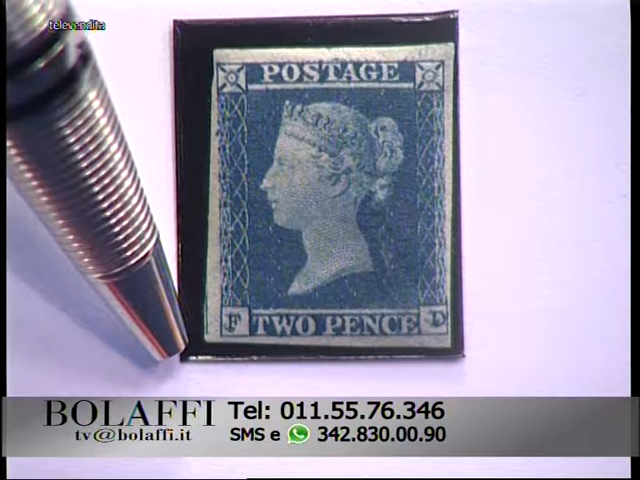 televendita
POSTAGE
F TWO PENCE D
BOLAFFI
tv@bolaffi.it
Tel: 011.55.76.346
SMS e 342.830.00.90